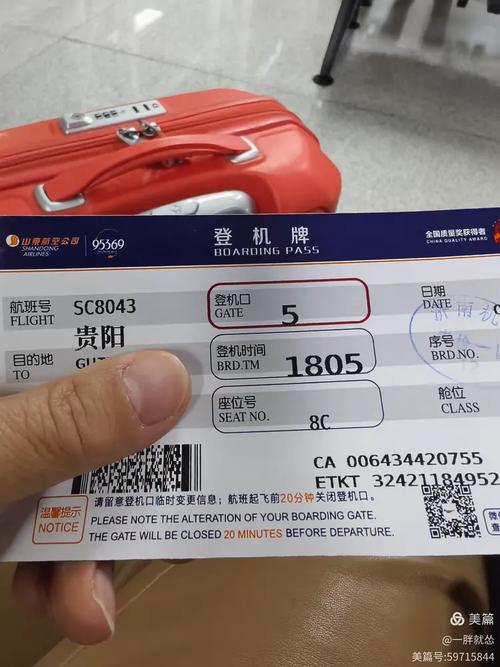 山東航空公司
SHANDONG AIRLINES
95369
登机牌
BOARDING PASS
全国质量奖获得者
CHINA QUALITY AWARD
航班号 SC8043
FLIGHT
登机口
GATE 5
日期
DATE
贵阳
目的地
TO
登机时间
BRD.TM 1805
序号
BRD.NO.
座位号
SEAT NO. 8C
舱位
CLASS
CA 006434420755
ETKT 32421184952
温馨提示
NOTICE
请留意登机口临时变更信息；航班起飞前20分钟关闭登机口。
PLEASE NOTE THE ALTERATION OF YOUR BOARDING GATE.
THE GATE WILL BE CLOSED 20 MINUTES BEFORE DEPARTURE.
美篇
@一胖就怂
美篇号:59715844